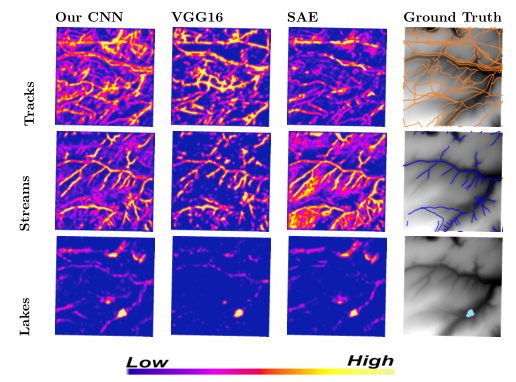 Our CNN VGG16 SAE Ground Truth
Tracks
Streams
Lakes
Low High